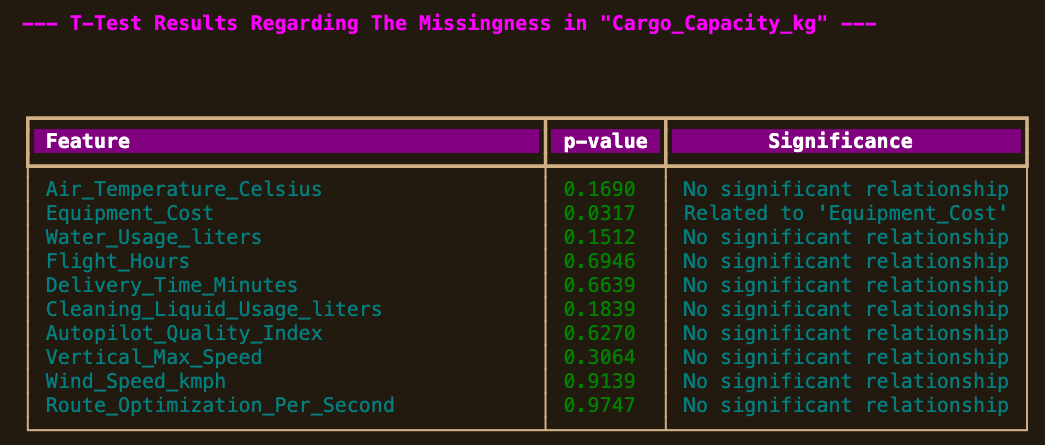 --- T-Test Results Regarding The Missingness in "Cargo_Capacity_kg" ---
Feature p-value Significance
Air_Temperature_Celsius 0.1690 No significant relationship
Equipment_Cost 0.0317 Related to 'Equipment_Cost'
Water_Usage_liters 0.1512 No significant relationship
Flight_Hours 0.6946 No significant relationship
Delivery_Time_Minutes 0.6639 No significant relationship
Cleaning_Liquid_Usage_liters 0.1839 No significant relationship
Autopilot_Quality_Index 0.6270 No significant relationship
Vertical_Max_Speed 0.3064 No significant relationship
Wind_Speed_kmph 0.9139 No significant relationship
Route_Optimization_Per_Second 0.9747 No significant relationship